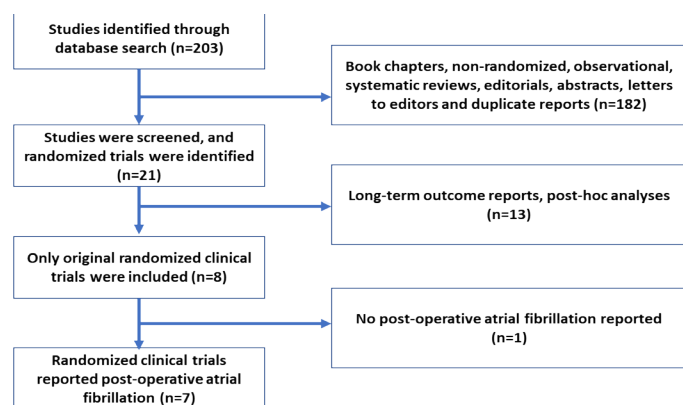 Studies identified through
database search (n=203)
Book chapters, non-randomized, observational,
systematic reviews, editorials, abstracts, letters
to editors and duplicate reports (n=182)
Studies were screened, and
randomized trials were identified
(n=21)
Long-term outcome reports, post-hoc analyses
(n=13)
Only original randomized clinical
trials were included (n=8)
No post-operative atrial fibrillation reported
(n=1)
Randomized clinical trials
reported post-operative atrial
fibrillation (n=7)